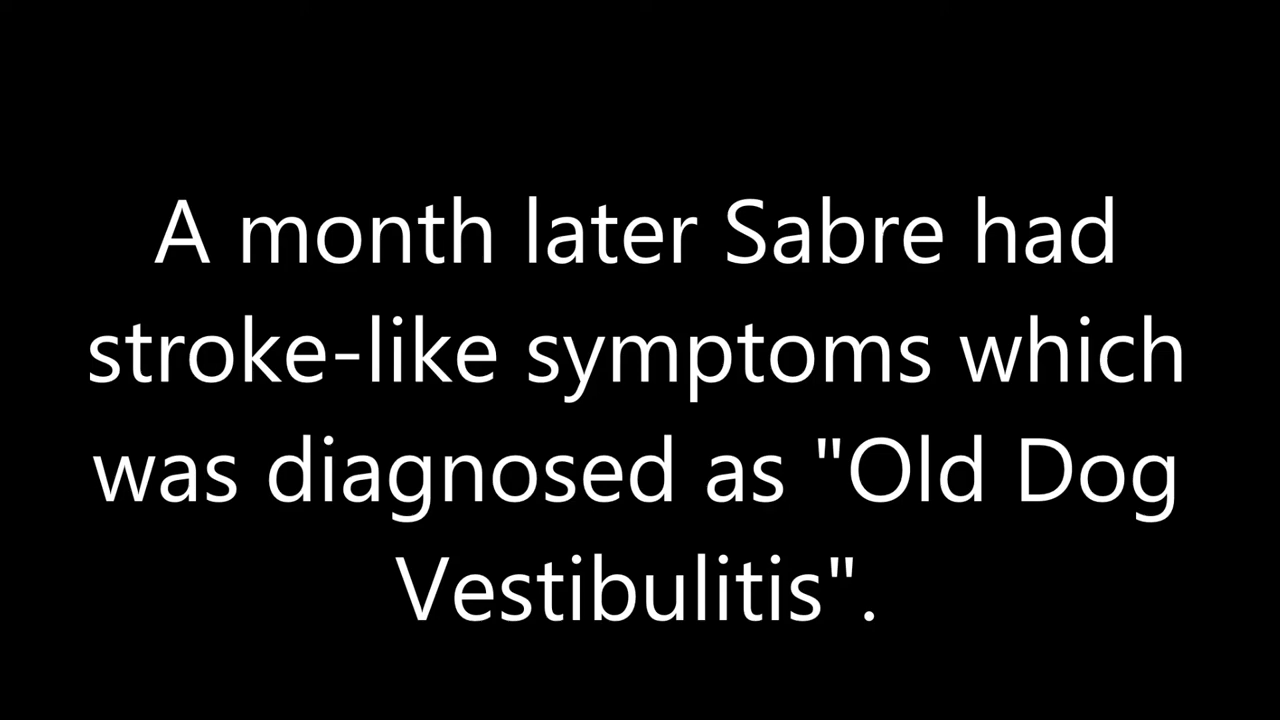 A month later Sabre had
stroke-like symptoms which
was diagnosed as "Old Dog
Vestibulitis".